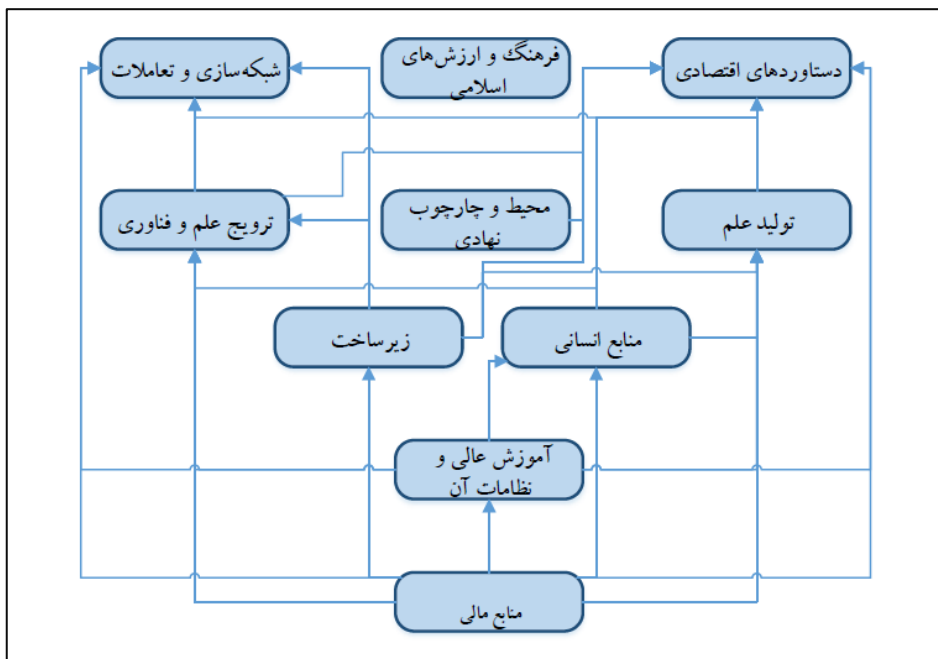 دستاوردهای اقتصادی
فرهنگ و ارزش‌های
اسلامی
شبکه‌سازی و تعاملات
تولید علم
محیط و چارچوب
نهادی
ترویج علم و فناوری
منابع انسانی
زیرساخت
آموزش عالی و
نظامات آن
منابع مالی